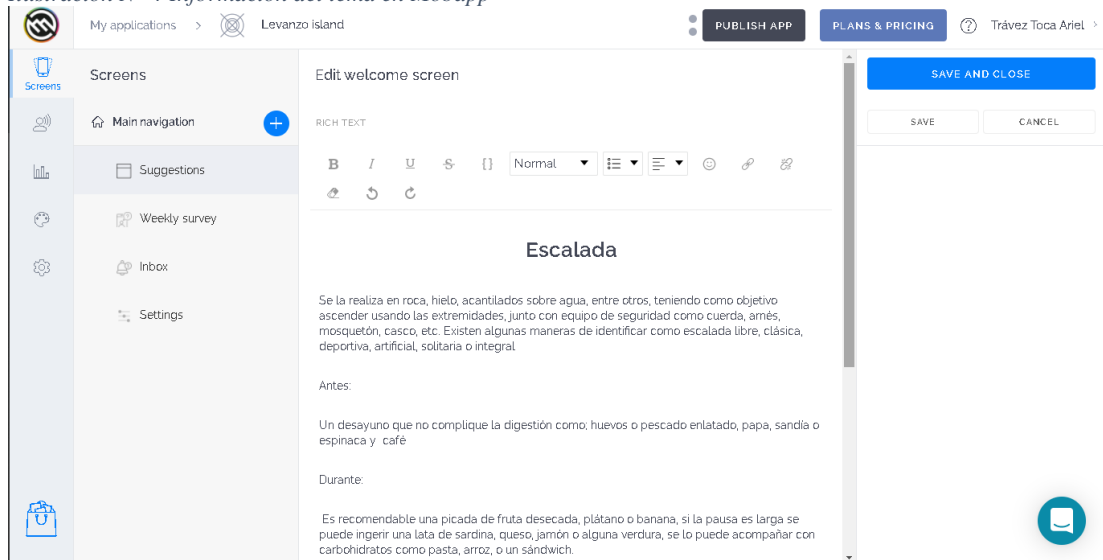 My applications > Levanzo island
PUBLISH APP
PLANS & PRICING
Trávez Toca Ariel >
Screens
Screens
Main navigation
Suggestions
Weekly survey
Inbox
Settings
Edit welcome screen
RICH TEXT
B I U S {} Normal
Escalada
Se la realiza en roca, hielo, acantilados sobre agua, entre otros, teniendo como objetivo
ascender usando las extremidades, junto con equipo de seguridad como cuerda, arnés,
mosquetón, casco, etc. Existen algunas maneras de identificar como escalada libre, clásica,
deportiva, artificial, solitaria o integral
Antes:
Un desayuno que no complique la digestión como; huevos o pescado enlatado, papa, sandía o
espinaca y café
Durante:
Es recomendable una picada de fruta desecada, plátano o banana, si la pausa es larga se
puede ingerir una lata de sardina, queso, jamón o alguna verdura, se lo puede acompañar con
carbohidratos como pasta, arroz, o un sándwich.
SAVE AND CLOSE
SAVE
CANCEL